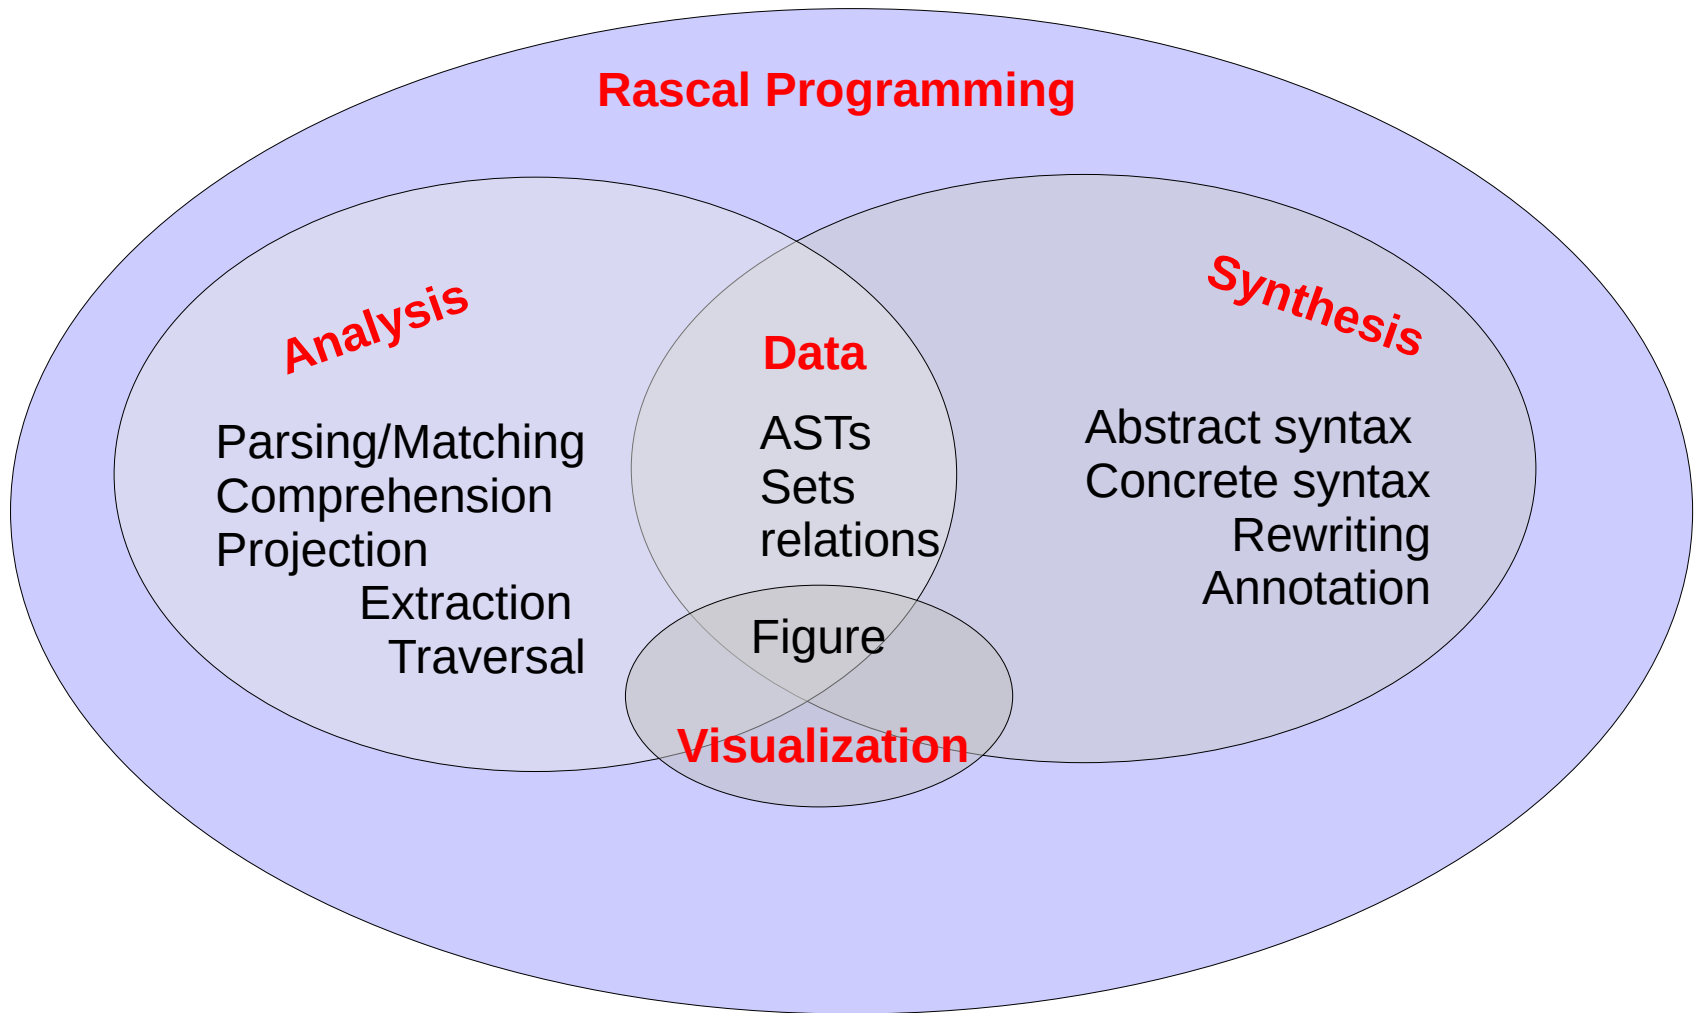 Rascal Programming
Analysis
Parsing/Matching
Comprehension
Projection
Extraction
Traversal
Data
ASTs
Sets
relations
Synthesis
Abstract syntax
Concrete syntax
Rewriting
Annotation
Figure
Visualization